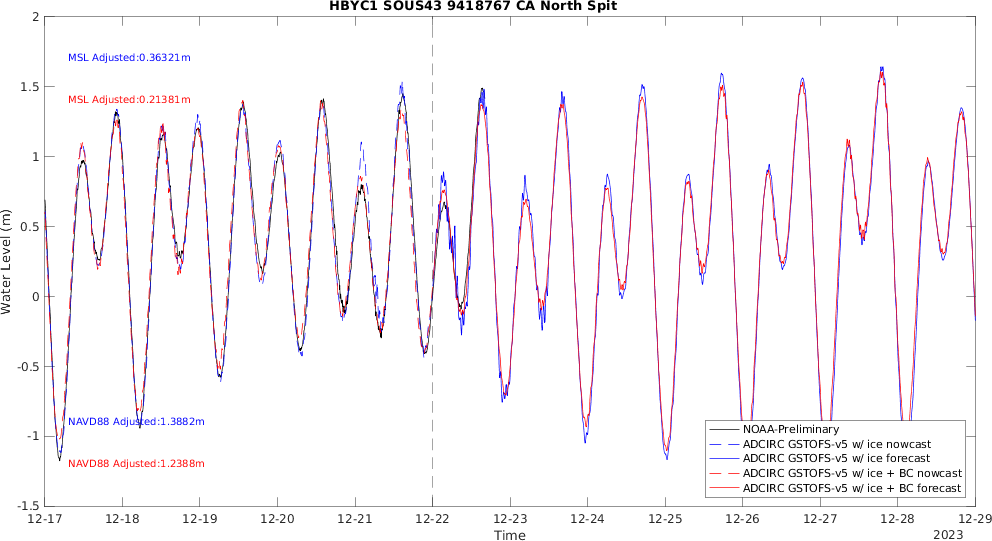 HBYC1 SOUS43 9418767 CA North Spit
2
1.5
1
0.5
0
-0.5
-1
-1.5
Water Level (m)
MSL Adjusted:0.36321m
MSL Adjusted:0.21381m
NAVD88 Adjusted:1.3882m
NAVD88 Adjusted:1.2388m
NOAA-Preliminary
ADCIRC GSTOFS-v5 w/ ice nowcast
ADCIRC GSTOFS-v5 w/ ice forecast
ADCIRC GSTOFS-v5 w/ ice + BC nowcast
ADCIRC GSTOFS-v5 w/ ice + BC forecast
12-17 12-18 12-19 12-20 12-21 12-22 12-23 12-24 12-25 12-26 12-27 12-28 12-29
Time
2023